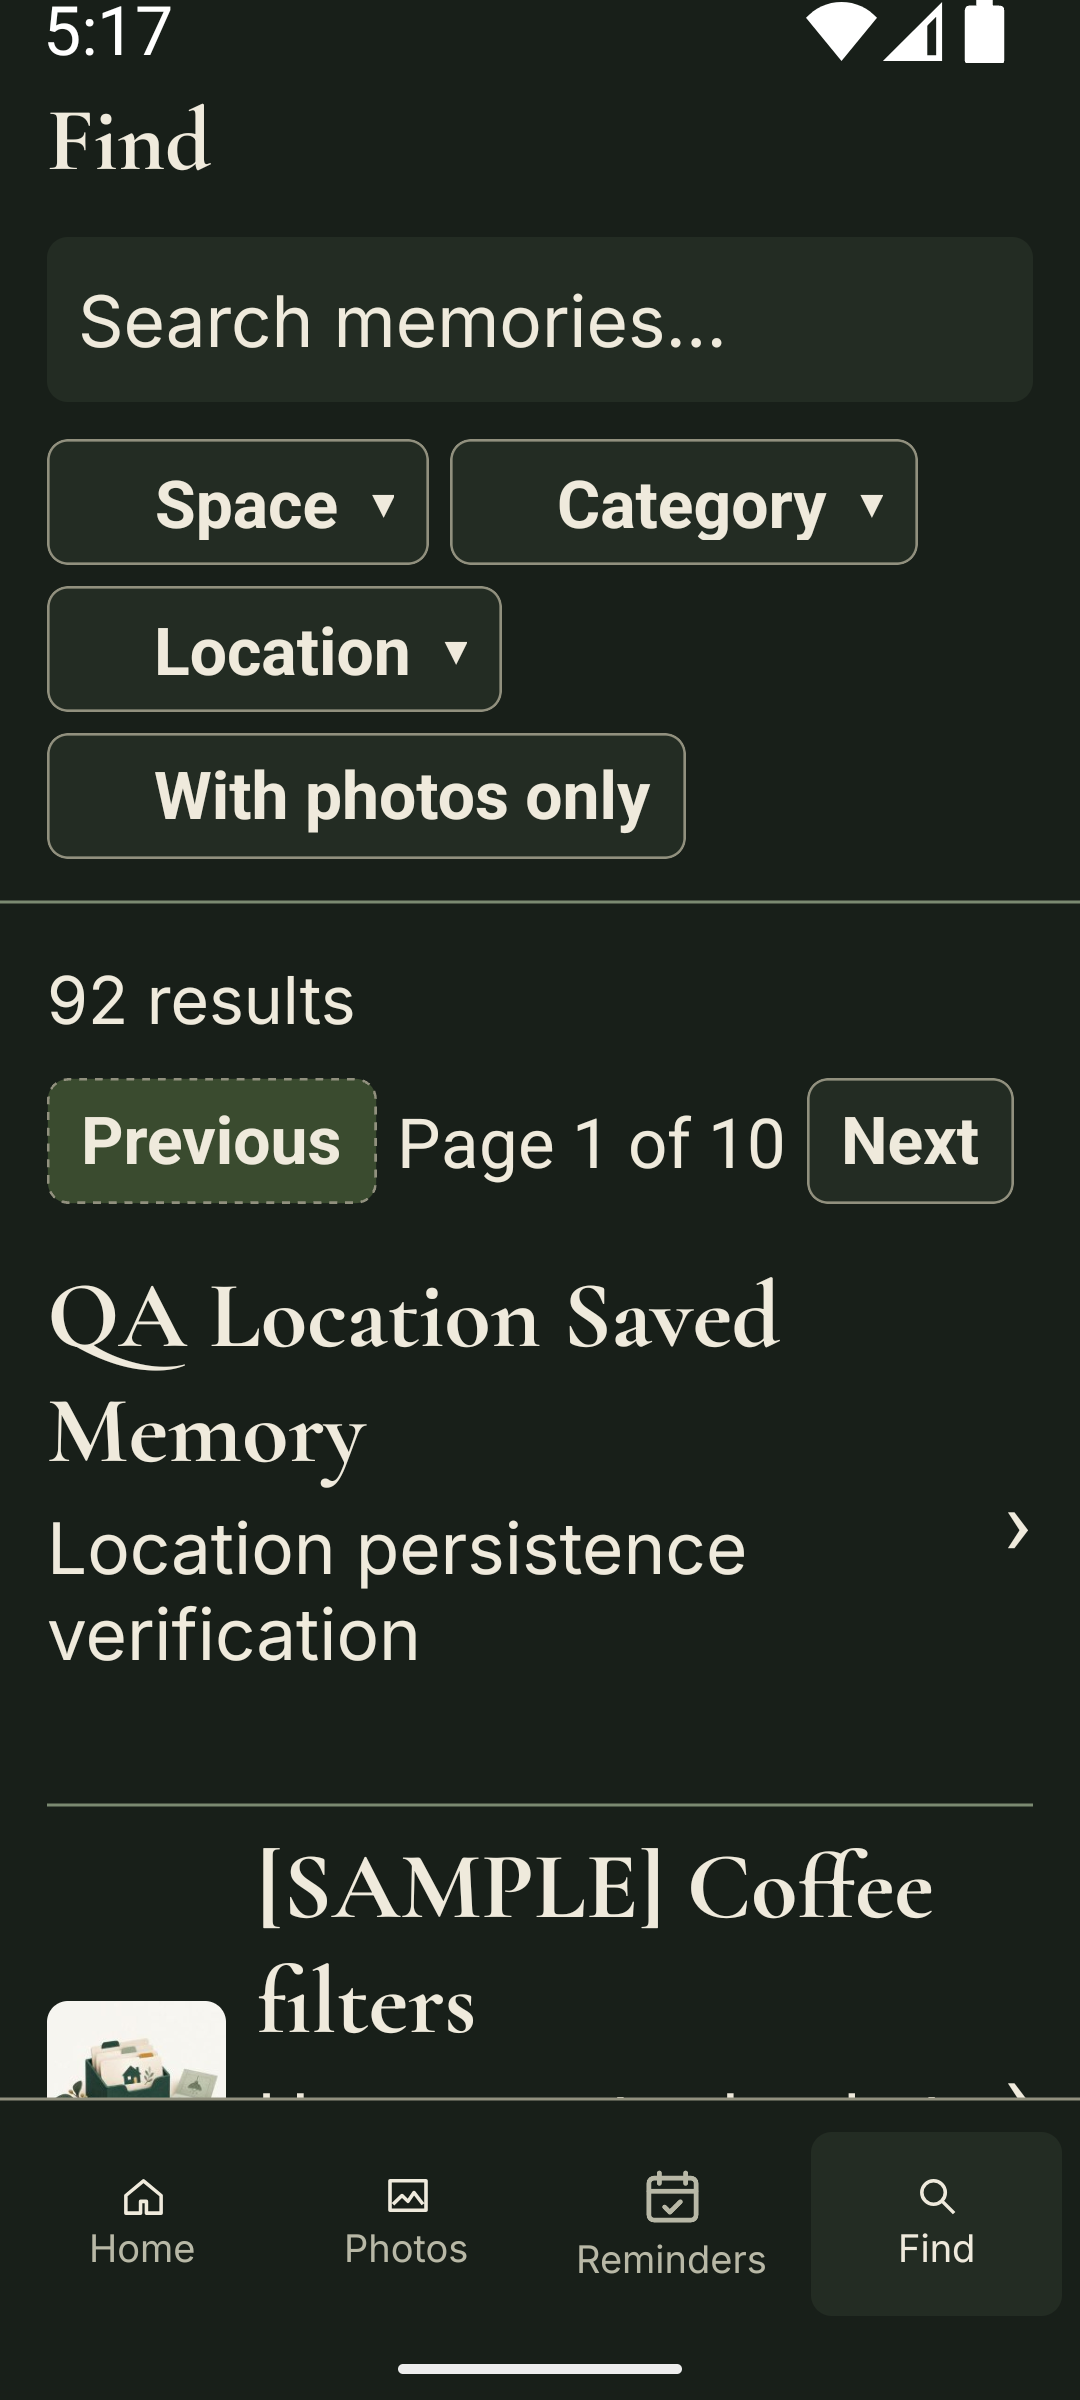 5:17
Find
Search memories...
Space ▼ Category ▼
Location ▼
With photos only
92 results
Previous Page 1 of 10 Next
QA Location Saved
Memory
Location persistence
verification
[SAMPLE] Coffee
filters
Home Photos Reminders Find